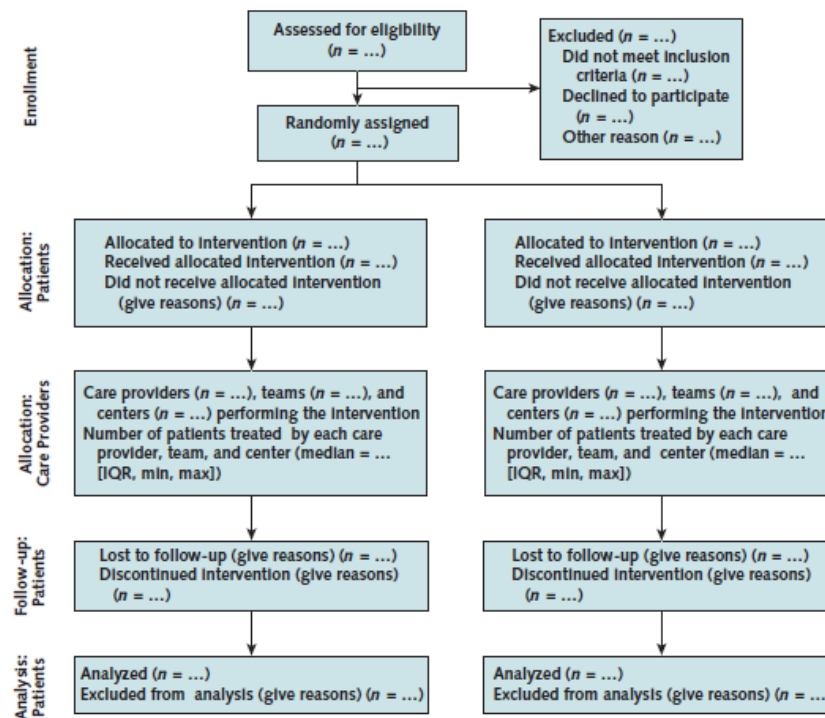 Enrollment
Assessed for eligibility
(n = ...)
Excluded (n = ...)
Did not meet inclusion
criteria (n = ...)
Declined to participate
(n = ...)
Other reason (n = ...)
Randomly assigned
(n = ...)
Allocation:
Patients
Allocated to intervention (n = ...)
Received allocated intervention (n = ...)
Did not receive allocated intervention
(give reasons) (n = ...)
Allocated to intervention (n = ...)
Received allocated intervention (n = ...)
Did not receive allocated intervention
(give reasons) (n = ...)
Allocation:
Care Providers
Care providers (n = ...), teams (n = ...), and
centers (n = ...) performing the intervention
Number of patients treated by each care
provider, team, and center (median = ...
[IQR, min, max])
Care providers (n = ...), teams (n = ...), and
centers (n = ...) performing the intervention
Number of patients treated by each care
provider, team, and center (median = ...
[IQR, min, max])
Follow-up:
Patients
Lost to follow-up (give reasons) (n = ...)
Discontinued intervention (give reasons)
(n = ...)
Lost to follow-up (give reasons) (n = ...)
Discontinued intervention (give reasons)
(n = ...)
Analysis:
Patients
Analyzed (n = ...)
Excluded from analysis (give reasons) (n = ...)
Analyzed (n = ...)
Excluded from analysis (give reasons) (n = ...